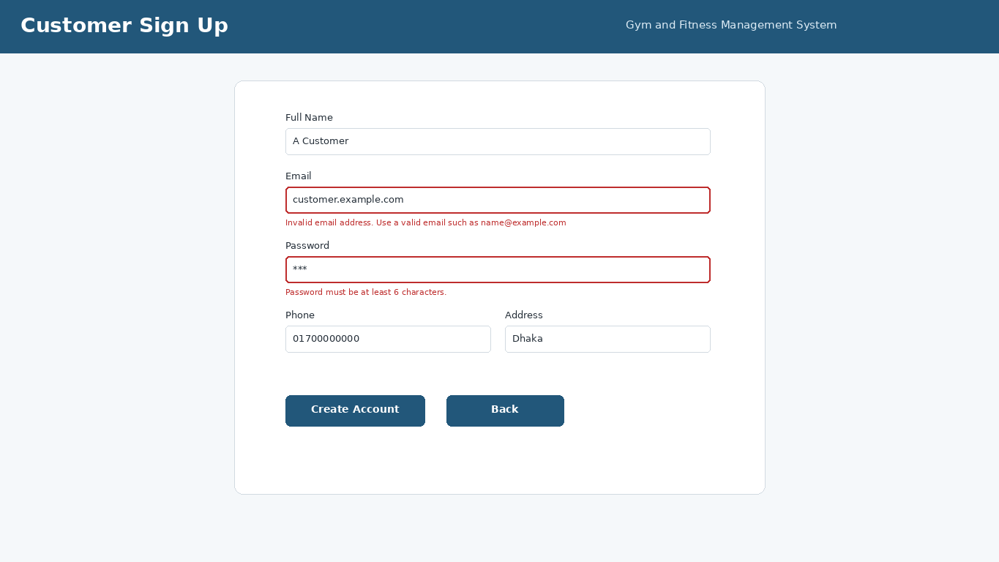 Customer Sign Up
Gym and Fitness Management System
Full Name
A Customer
Email
customer.example.com
Invalid email address. Use a valid email such as name@example.com
Password
***
Password must be at least 6 characters.
Phone
Address
01700000000
Dhaka
Create Account
Back